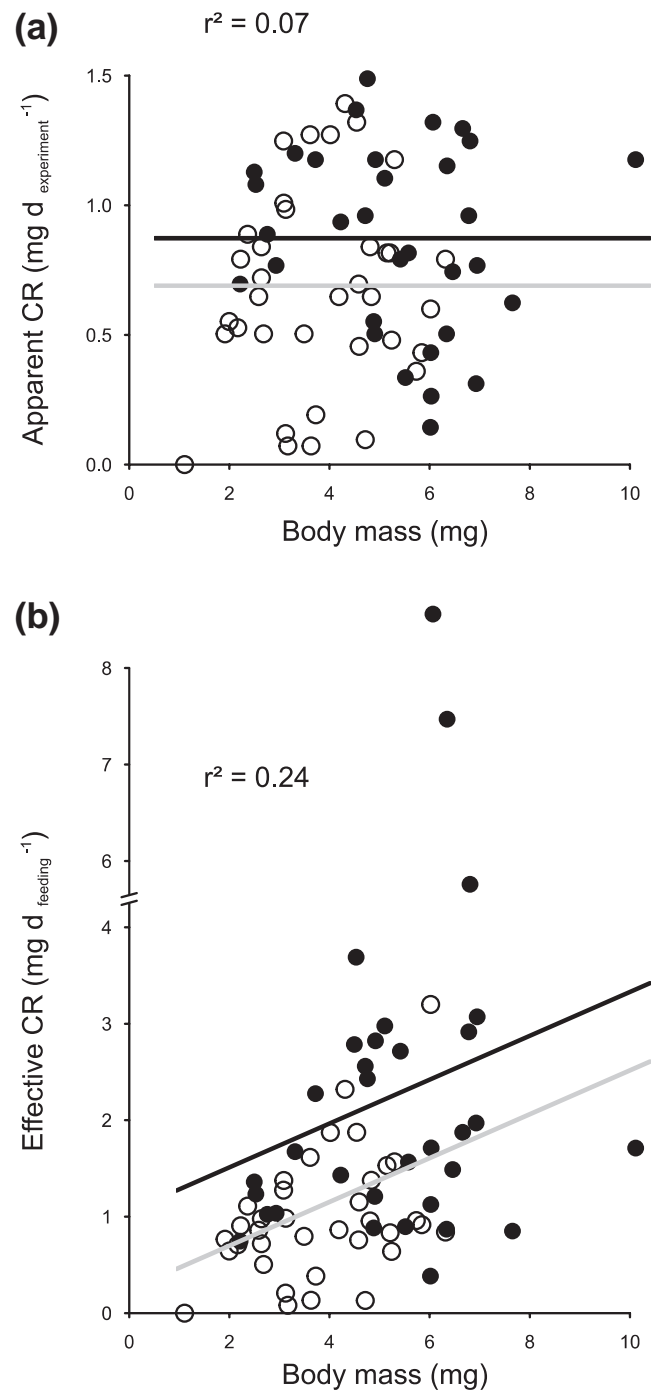 (a)
r² = 0.07
Apparent CR (mg d experiment -1)
1.5
1.0
0.5
0.0
0 2 4 6 8 10
Body mass (mg)
(b)
r² = 0.24
Effective CR (mg d feeding -1)
8
7
6
4
3
2
1
0
0 2 4 6 8 10
Body mass (mg)